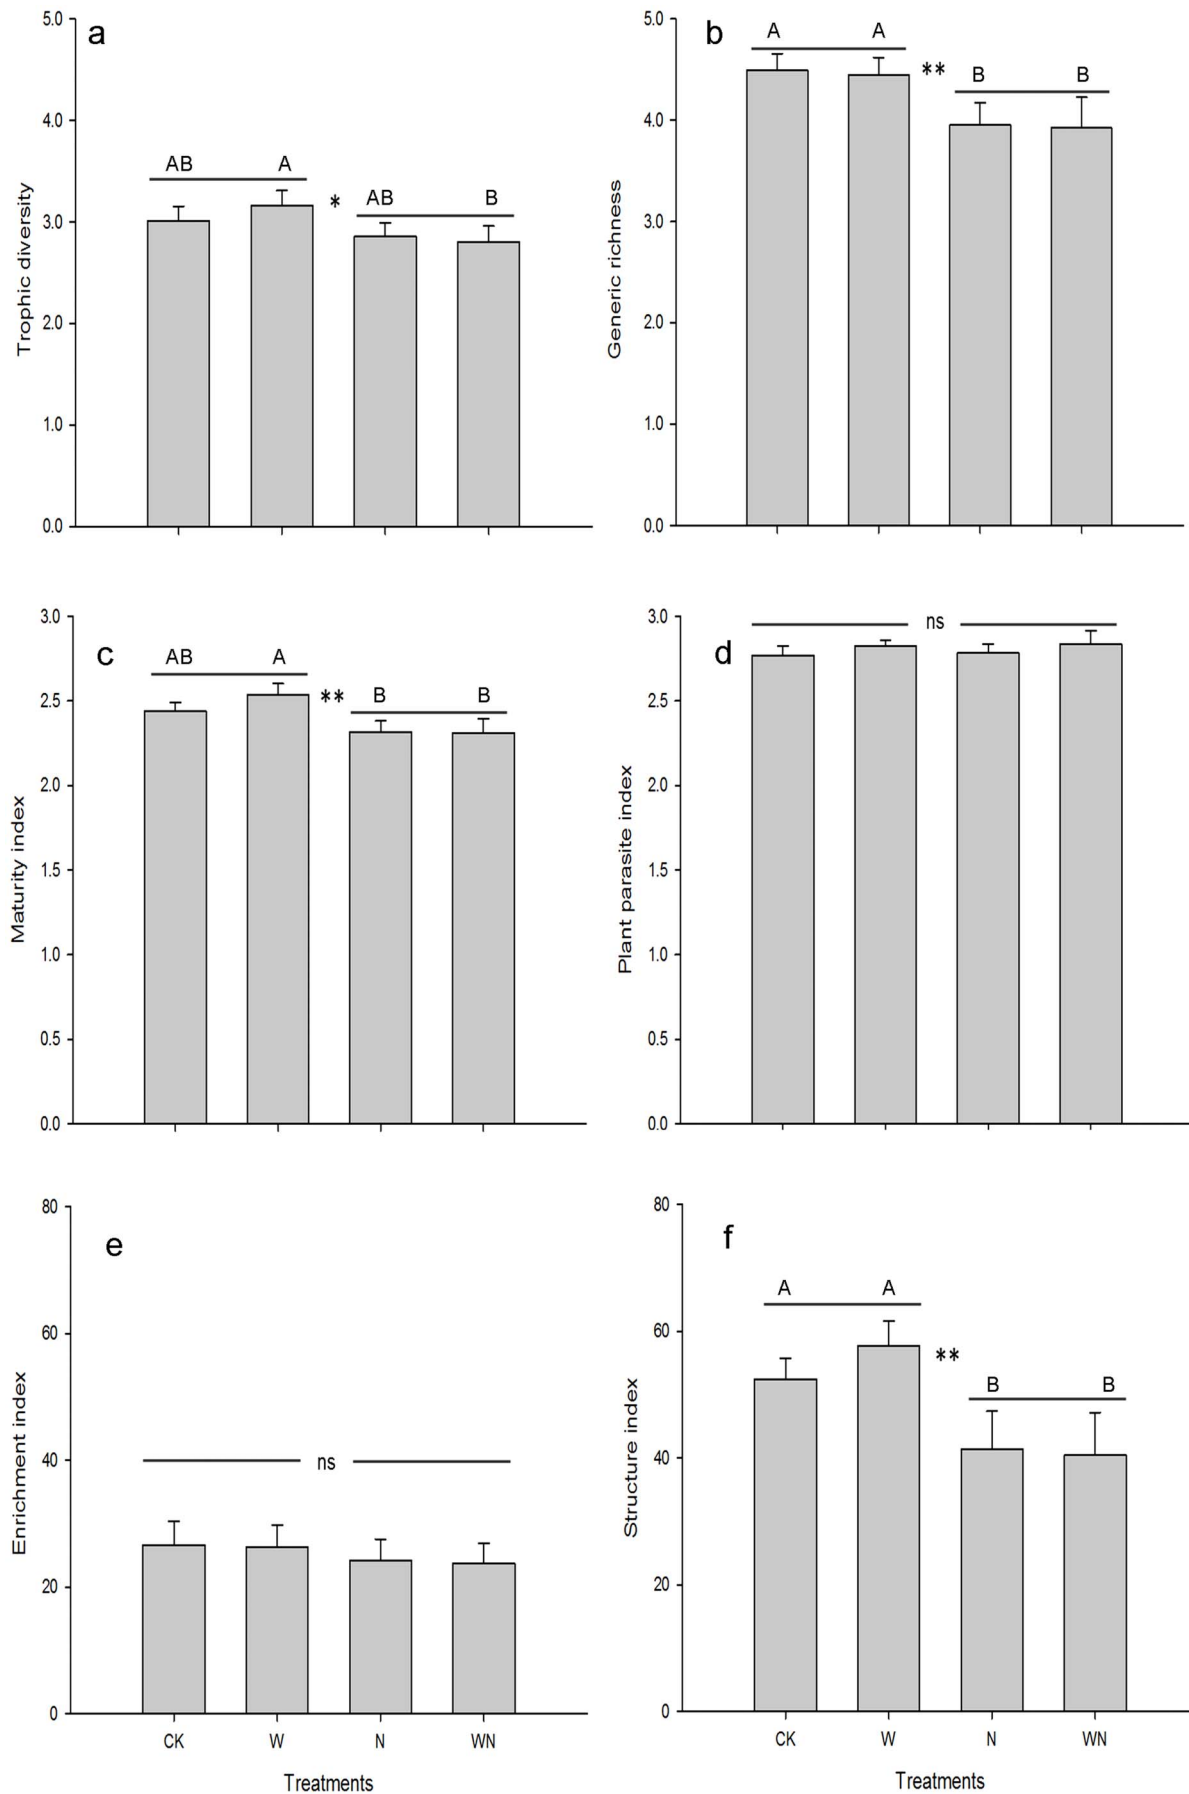 a
5.0
4.0
3.0
2.0
1.0
0.0
Trophic diversity
AB
A
*
AB
B
b
5.0
4.0
3.0
2.0
1.0
0.0
Generic richness
A
A
**
B
B
c
3.0
2.5
2.0
1.5
1.0
0.5
0.0
Maturity index
AB
A
**
B
B
d
3.0
2.5
2.0
1.5
1.0
0.5
0.0
Plant parasite index
ns
e
80
60
40
20
0
Enrichment index
ns
CK W N WN
Treatments
f
80
60
40
20
0
Structure index
A
A
**
B
B
CK W N WN
Treatments